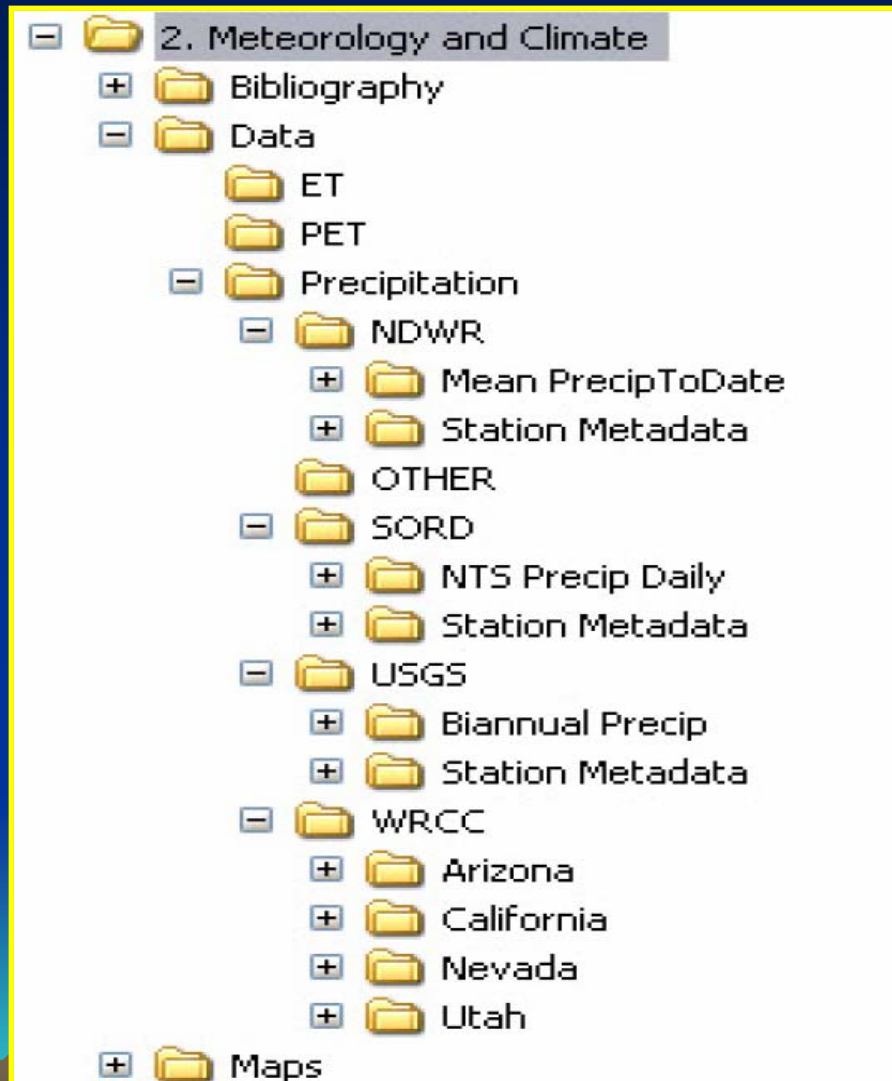 2. Meteorology and Climate
Bibliography
Data
ET
PET
Precipitation
NDWR
Mean PrecipToDate
Station Metadata
OTHER
SORD
NTS Precip Daily
Station Metadata
USGS
Biannual Precip
Station Metadata
WRCC
Arizona
California
Nevada
Utah
Maps